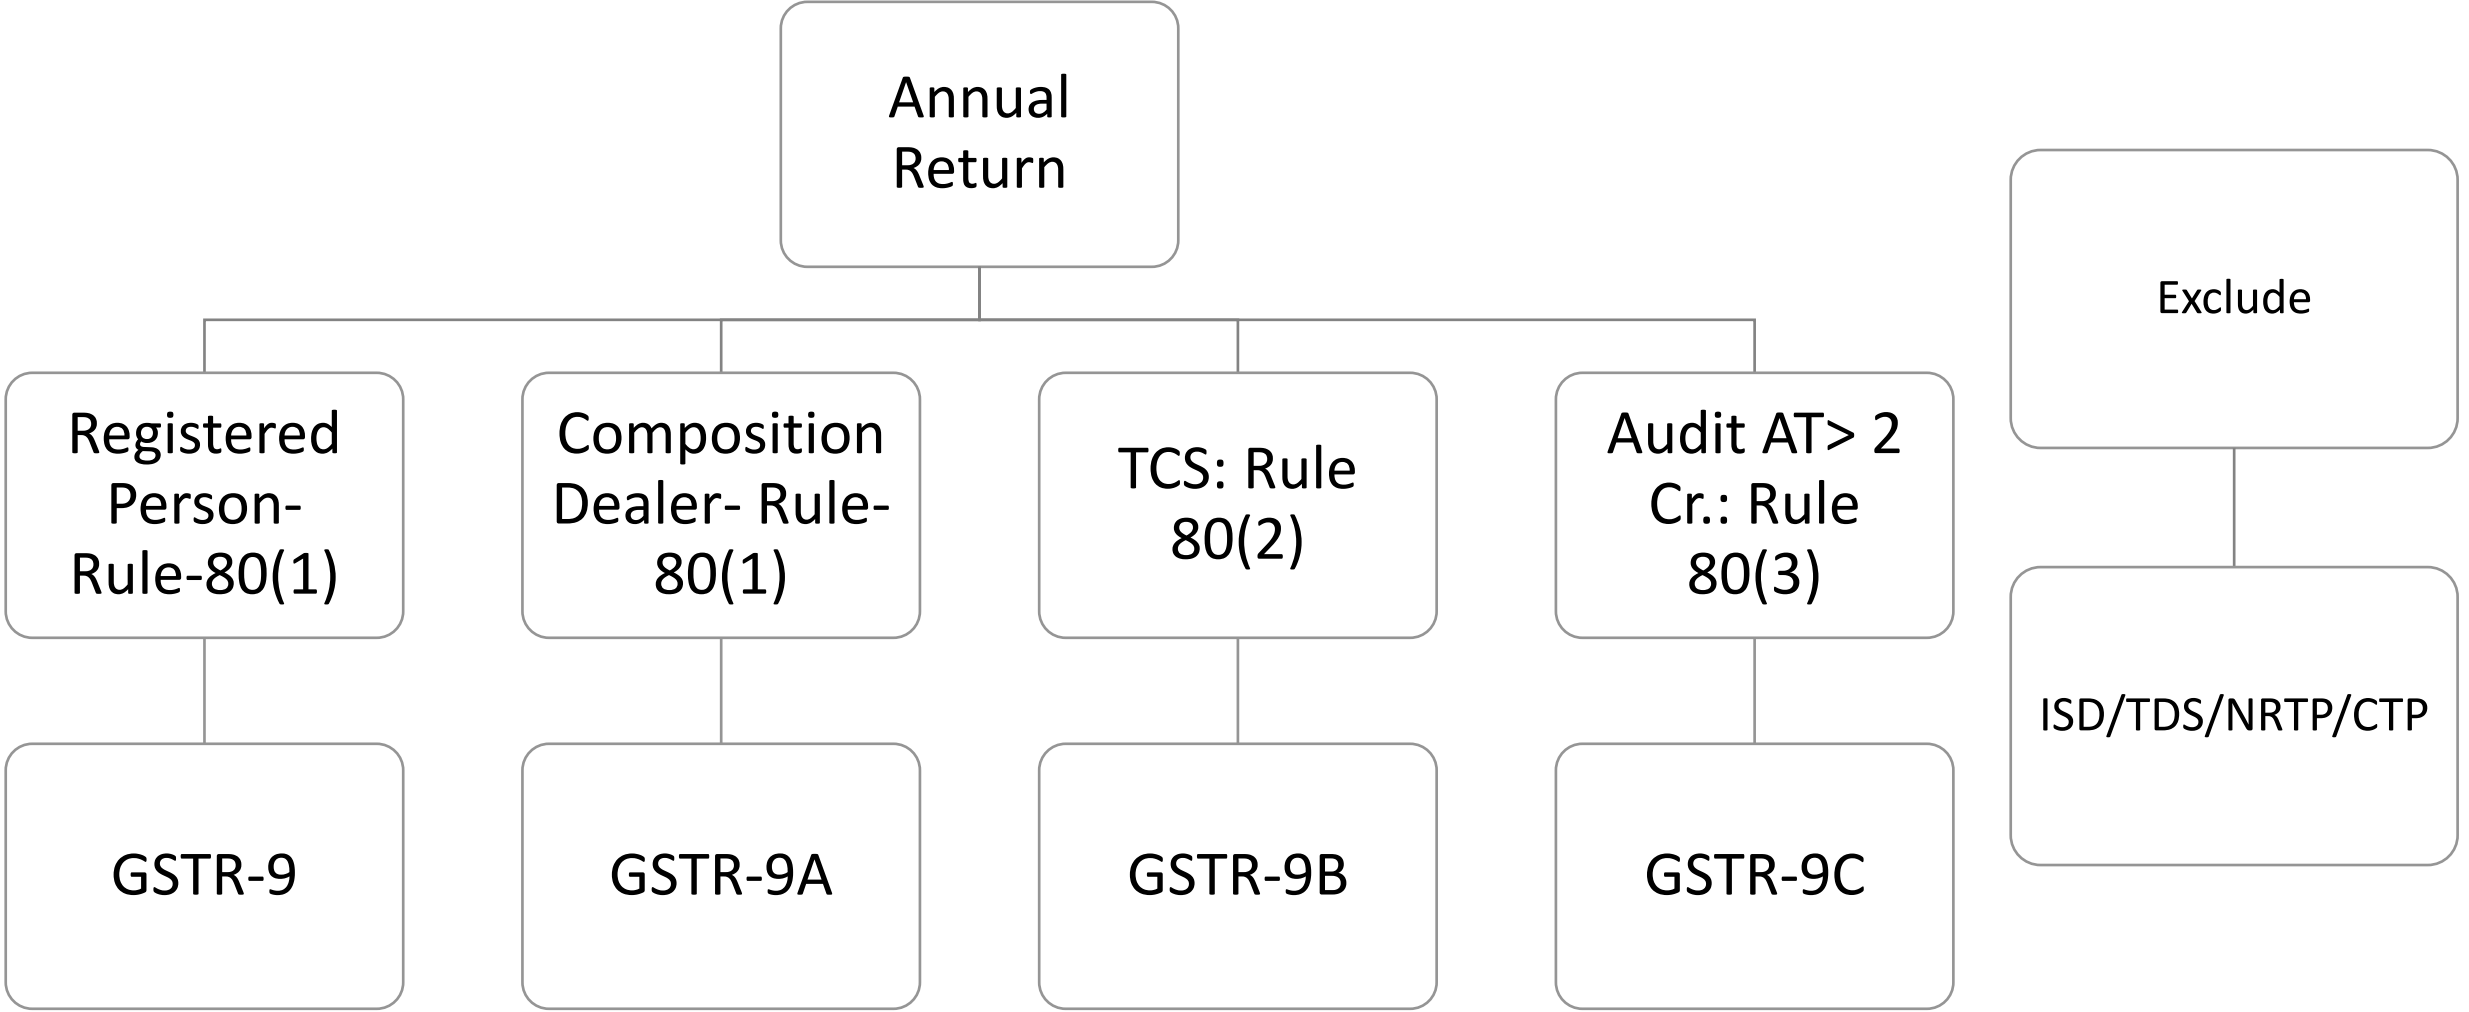 Annual
Return
Exclude
Registered
Person-
Rule-80(1)
Composition
Dealer- Rule-
80(1)
TCS: Rule
80(2)
Audit AT> 2
Cr.: Rule
80(3)
ISD/TDS/NRTP/CTP
GSTR-9
GSTR-9A
GSTR-9B
GSTR-9C